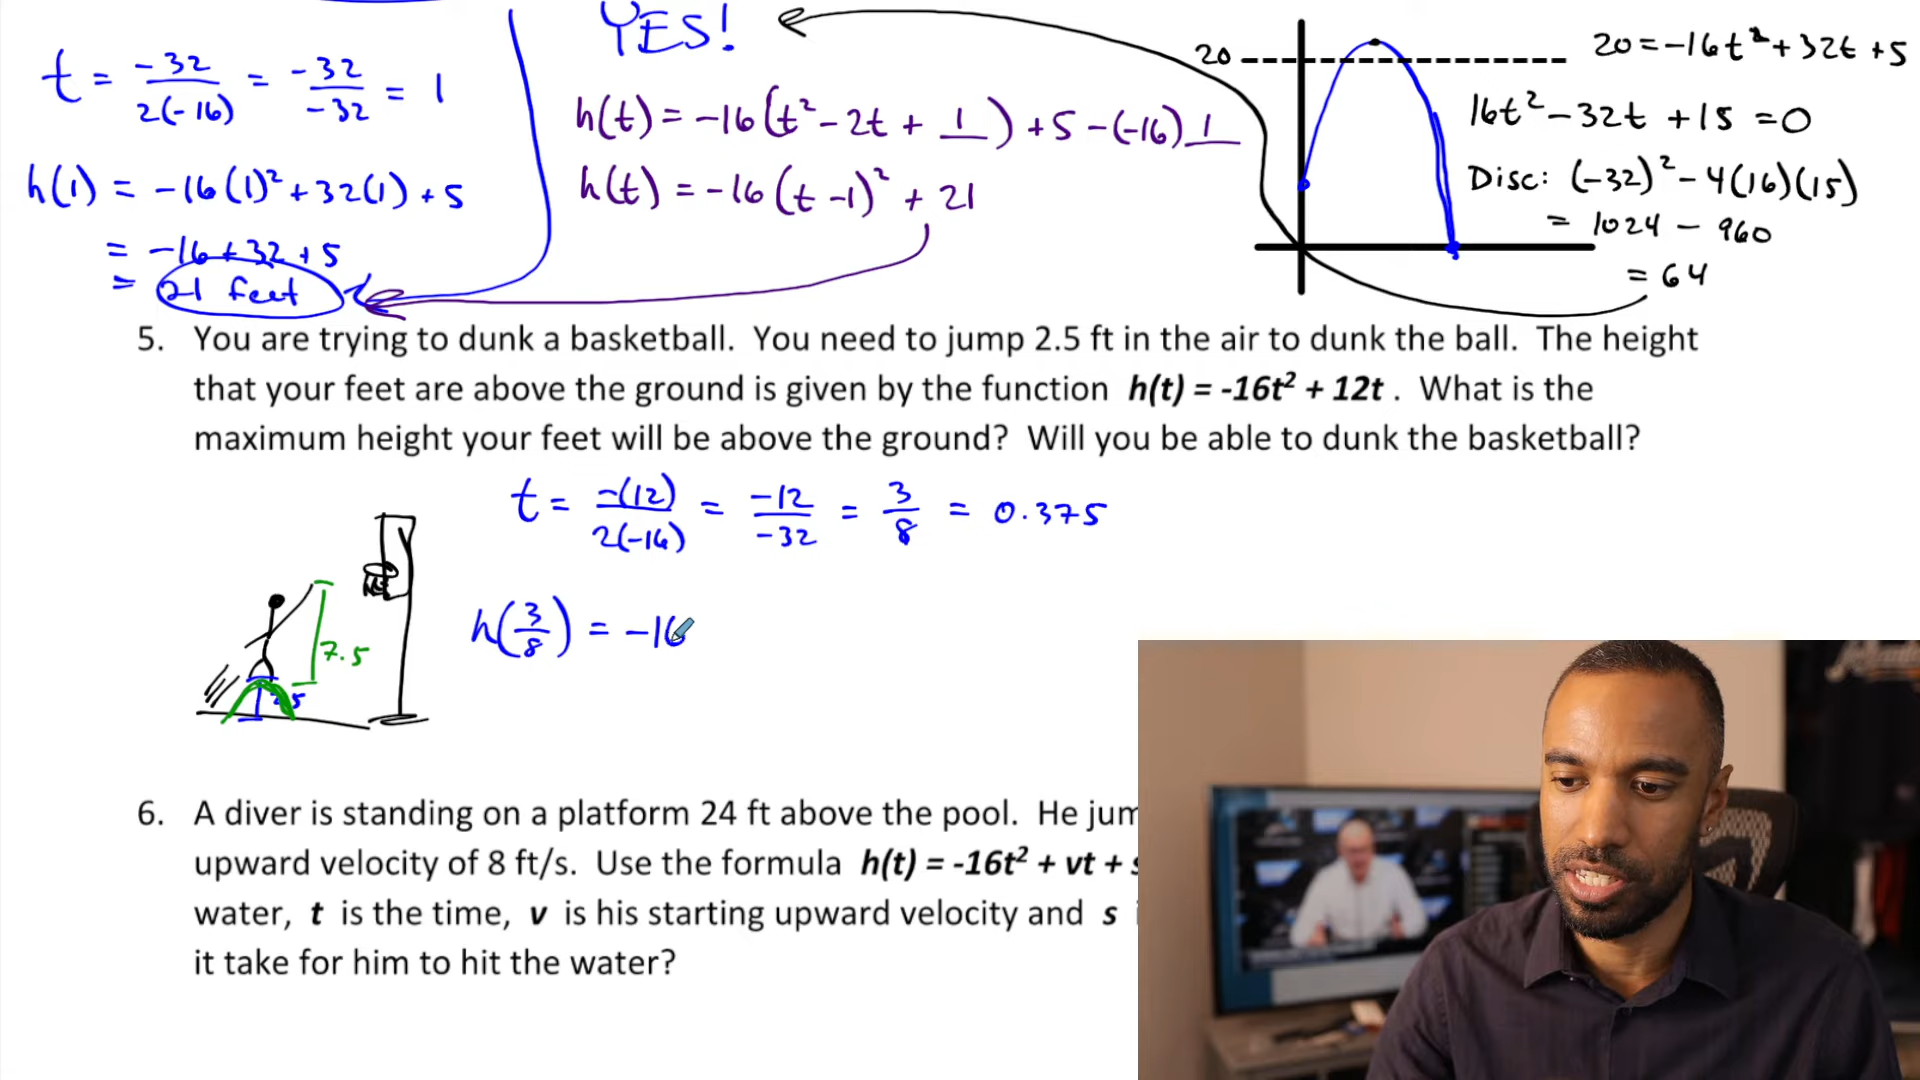 t = -32 / 2(-16) = -32 / -32 = 1
h(1) = -16(1)² + 32(1) + 5
= -16 + 32 + 5
= 21 feet
YES!
h(t) = -16(t² - 2t + 1) + 5 - (-16)1
h(t) = -16(t - 1)² + 21
20
20 = -16t² + 32t + 5
16t² - 32t + 15 = 0
Disc: (-32)² - 4(16)(15)
= 1024 - 960
= 64
5. You are trying to dunk a basketball. You need to jump 2.5 ft in the air to dunk the ball. The height
that your feet are above the ground is given by the function h(t) = -16t² + 12t . What is the
maximum height your feet will be above the ground? Will you be able to dunk the basketball?
t = -(12) / 2(-16) = -12 / -32 = 3/8 = 0.375
h(3/8) = -16
7.5
6. A diver is standing on a platform 24 ft above the pool. He jum
upward velocity of 8 ft/s. Use the formula h(t) = -16t² + vt + s
water, t is the time, v is his starting upward velocity and s
it take for him to hit the water?